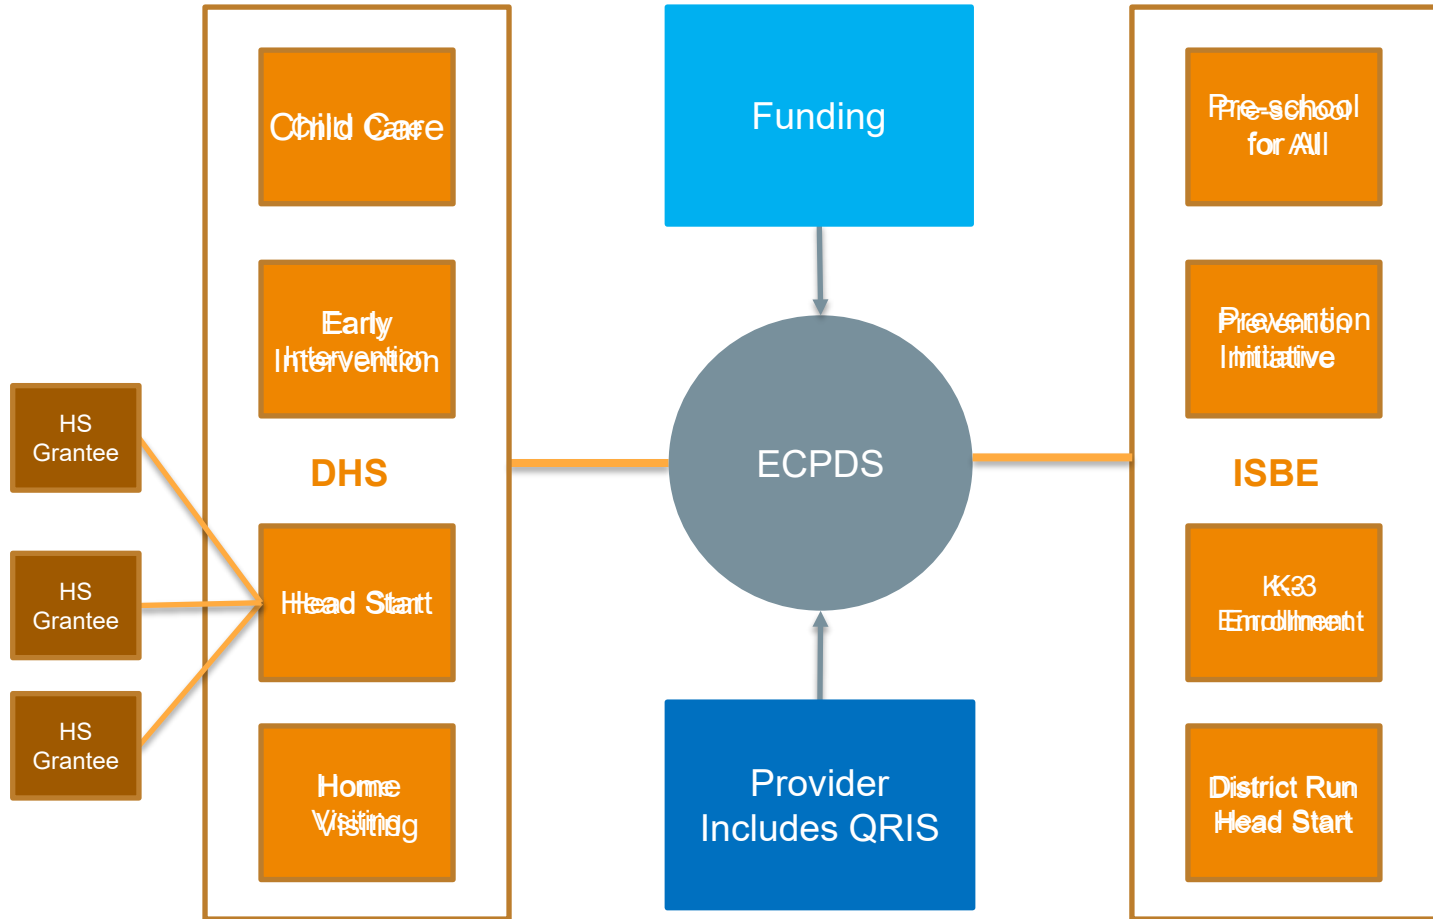 Child Care
Early
Intervention
HS
Grantee
DHS
HS
Grantee
Head Start
HS
Grantee
Home
Visiting
Funding
ECPDS
Provider
Includes QRIS
Pre-school
for All
Prevention
Initiative
ISBE
K-3
Enrollment
District Run
Head Start